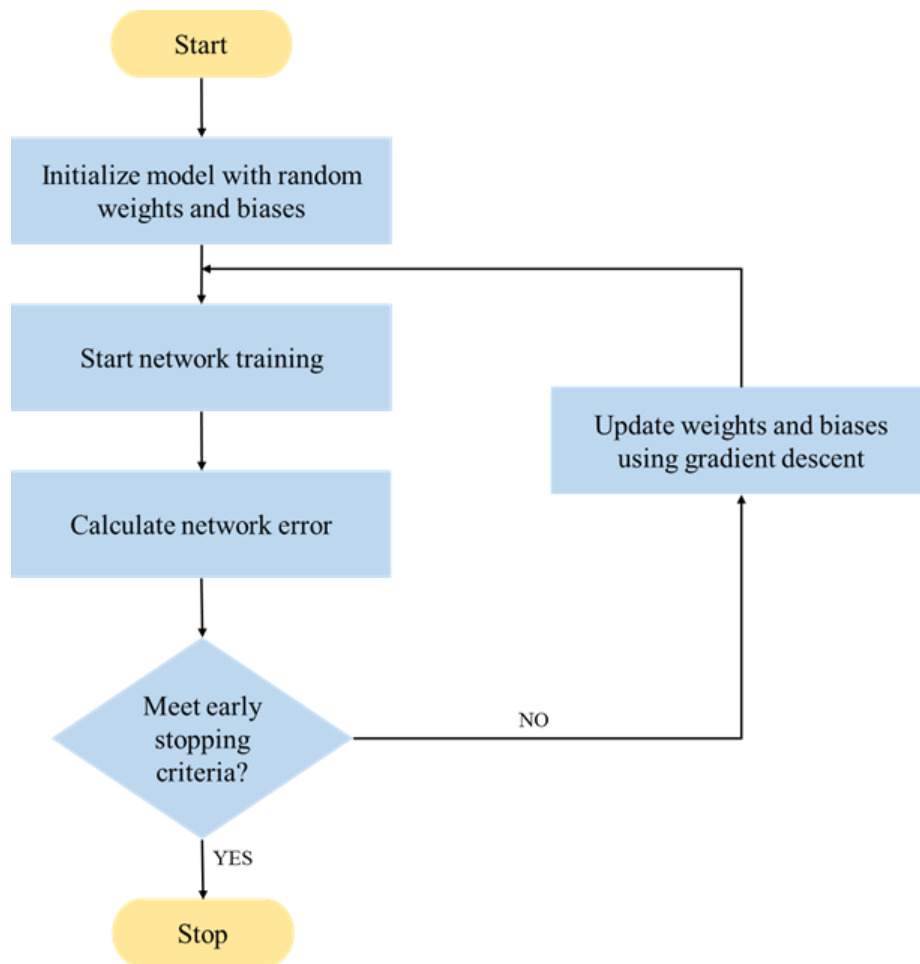 Start
Initialize model with random
weights and biases
Start network training
Update weights and biases
using gradient descent
Calculate network error
Meet early
stopping
criteria?
NO
YES
Stop